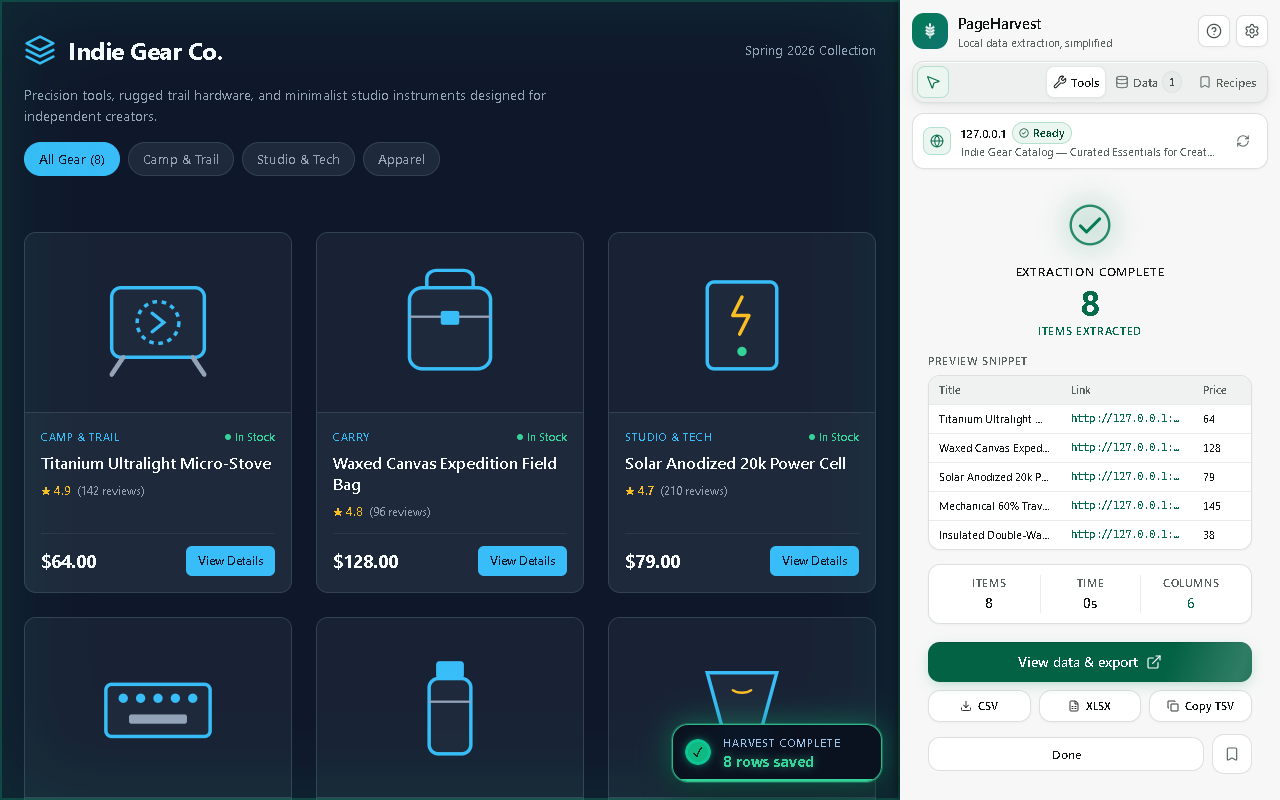 Indie Gear Co.
Spring 2026 Collection
Precision tools, rugged trail hardware, and minimalist studio instruments designed for
independent creators.
All Gear (8)
Camp & Trail
Studio & Tech
Apparel
CAMP & TRAIL
In Stock
Titanium Ultralight Micro-Stove
★ 4.9 (142 reviews)
$64.00
View Details
CARRY
In Stock
Waxed Canvas Expedition Field
Bag
★ 4.8 (96 reviews)
$128.00
View Details
STUDIO & TECH
In Stock
Solar Anodized 20k Power Cell
★ 4.7 (210 reviews)
$79.00
View Details
HARVEST COMPLETE
8 rows saved
PageHarvest
Local data extraction, simplified
Tools
Data 1
Recipes
127.0.0.1 Ready
Indie Gear Catalog — Curated Essentials for Creat...
EXTRACTION COMPLETE
8
ITEMS EXTRACTED
PREVIEW SNIPPET
Title Link Price
Titanium Ultralight ... http://127.0.0.1:… 64
Waxed Canvas Exped... http://127.0.0.1:… 128
Solar Anodized 20k P... http://127.0.0.1:… 79
Mechanical 60% Trav... http://127.0.0.1:… 145
Insulated Double-Wa... http://127.0.0.1:… 38
ITEMS TIME COLUMNS
8 0s 6
View data & export
CSV
XLSX
Copy TSV
Done